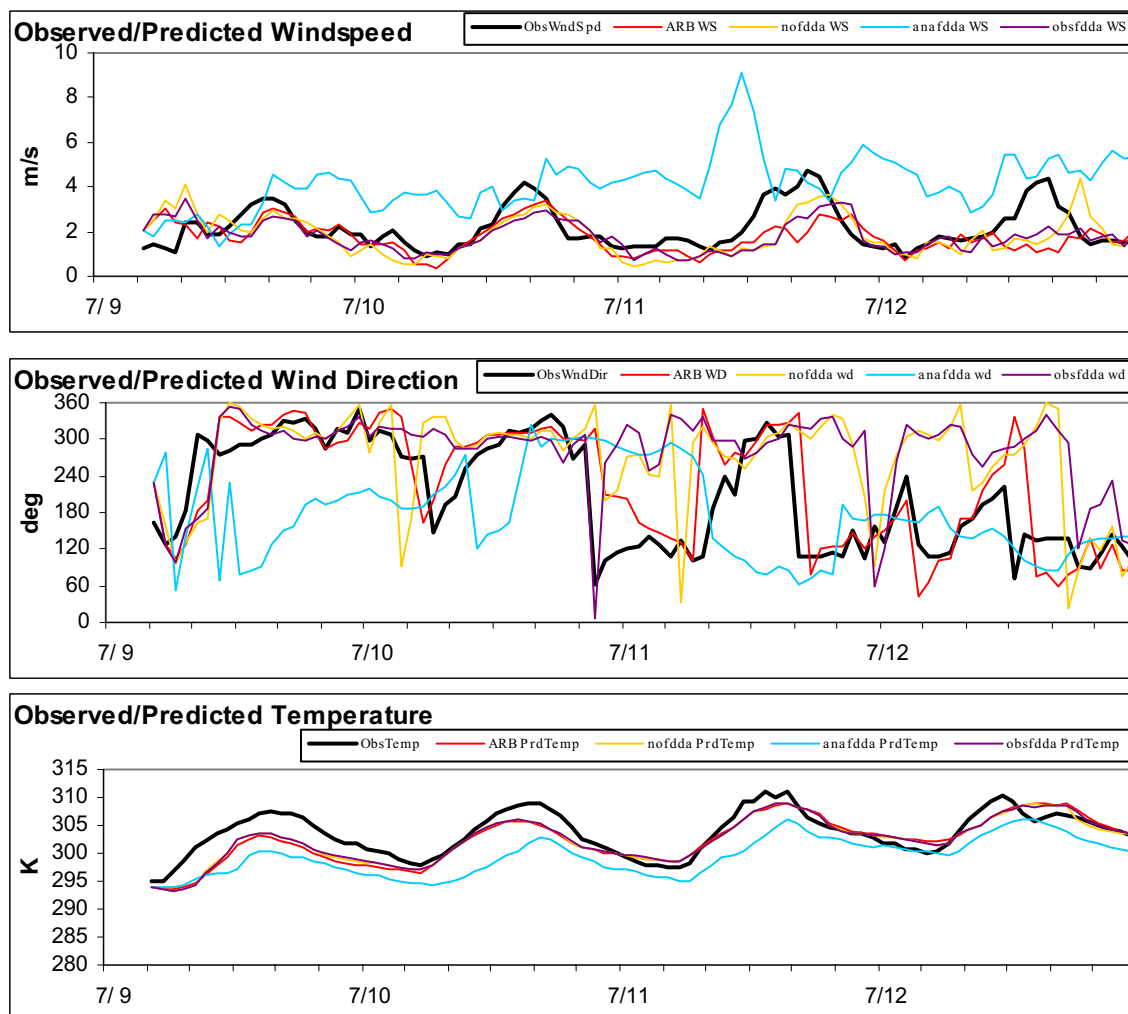 Observed/Predicted Windspeed
ObsWndSpd ARB WS nofdda WS anafdda WS obsfdda WS
10
8
6
4
2
0
m/s
7/ 9 7/10 7/11 7/12
Observed/Predicted Wind Direction
ObsWndDir ARB WD nofdda wd anafdda wd obsfdda wd
360
300
240
180
120
60
0
deg
7/ 9 7/10 7/11 7/12
Observed/Predicted Temperature
ObsTemp ARB PrdTemp nofdda PrdTemp anafdda PrdTemp obsfdda PrdTemp
315
310
305
300
295
290
285
280
K
7/ 9 7/10 7/11 7/12